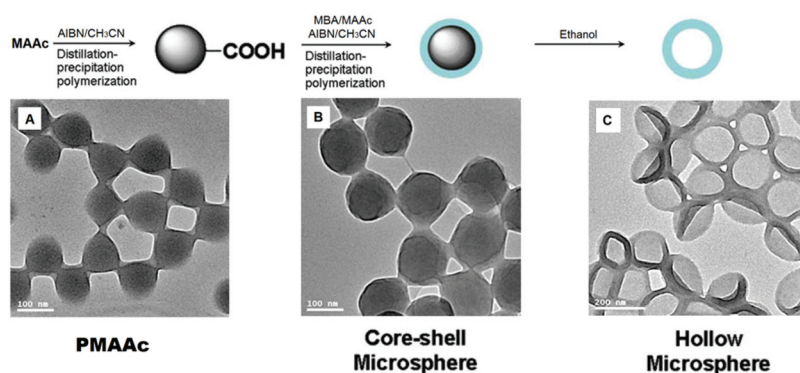 MAAc
AIBN/CH3CN
Distillation-
precipitation
polymerization
COOH
MBA/MAAc
AIBN/CH3CN
Distillation-
precipitation
polymerization
Ethanol
A
100 nm
B
100 nm
C
200 nm
PMAAc
Core-shell
Microsphere
Hollow
Microsphere